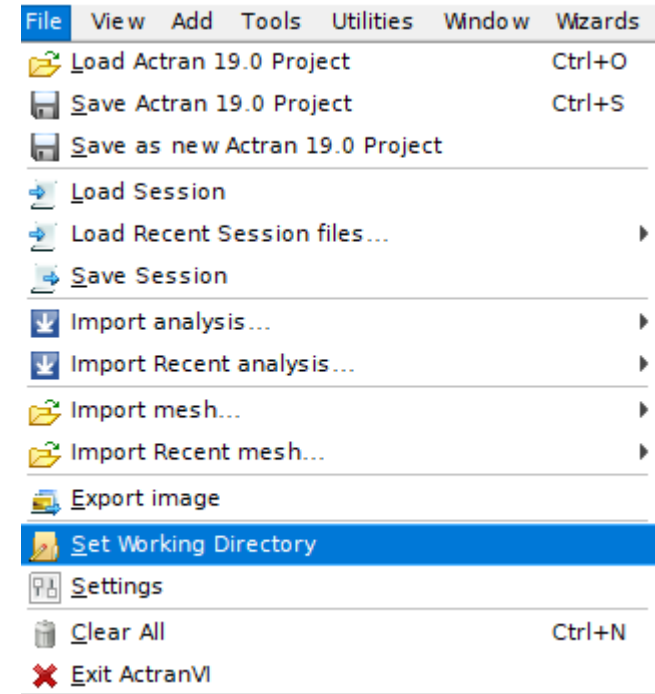 File View Add Tools Utilities Window Wizards
Load Actran 19.0 Project Ctrl+O
Save Actran 19.0 Project Ctrl+S
Save as new Actran 19.0 Project
Load Session
Load Recent Session files...
Save Session
Import analysis...
Import Recent analysis...
Import mesh...
Import Recent mesh...
Export image
Set Working Directory
Settings
Clear All Ctrl+N
Exit ActranVI